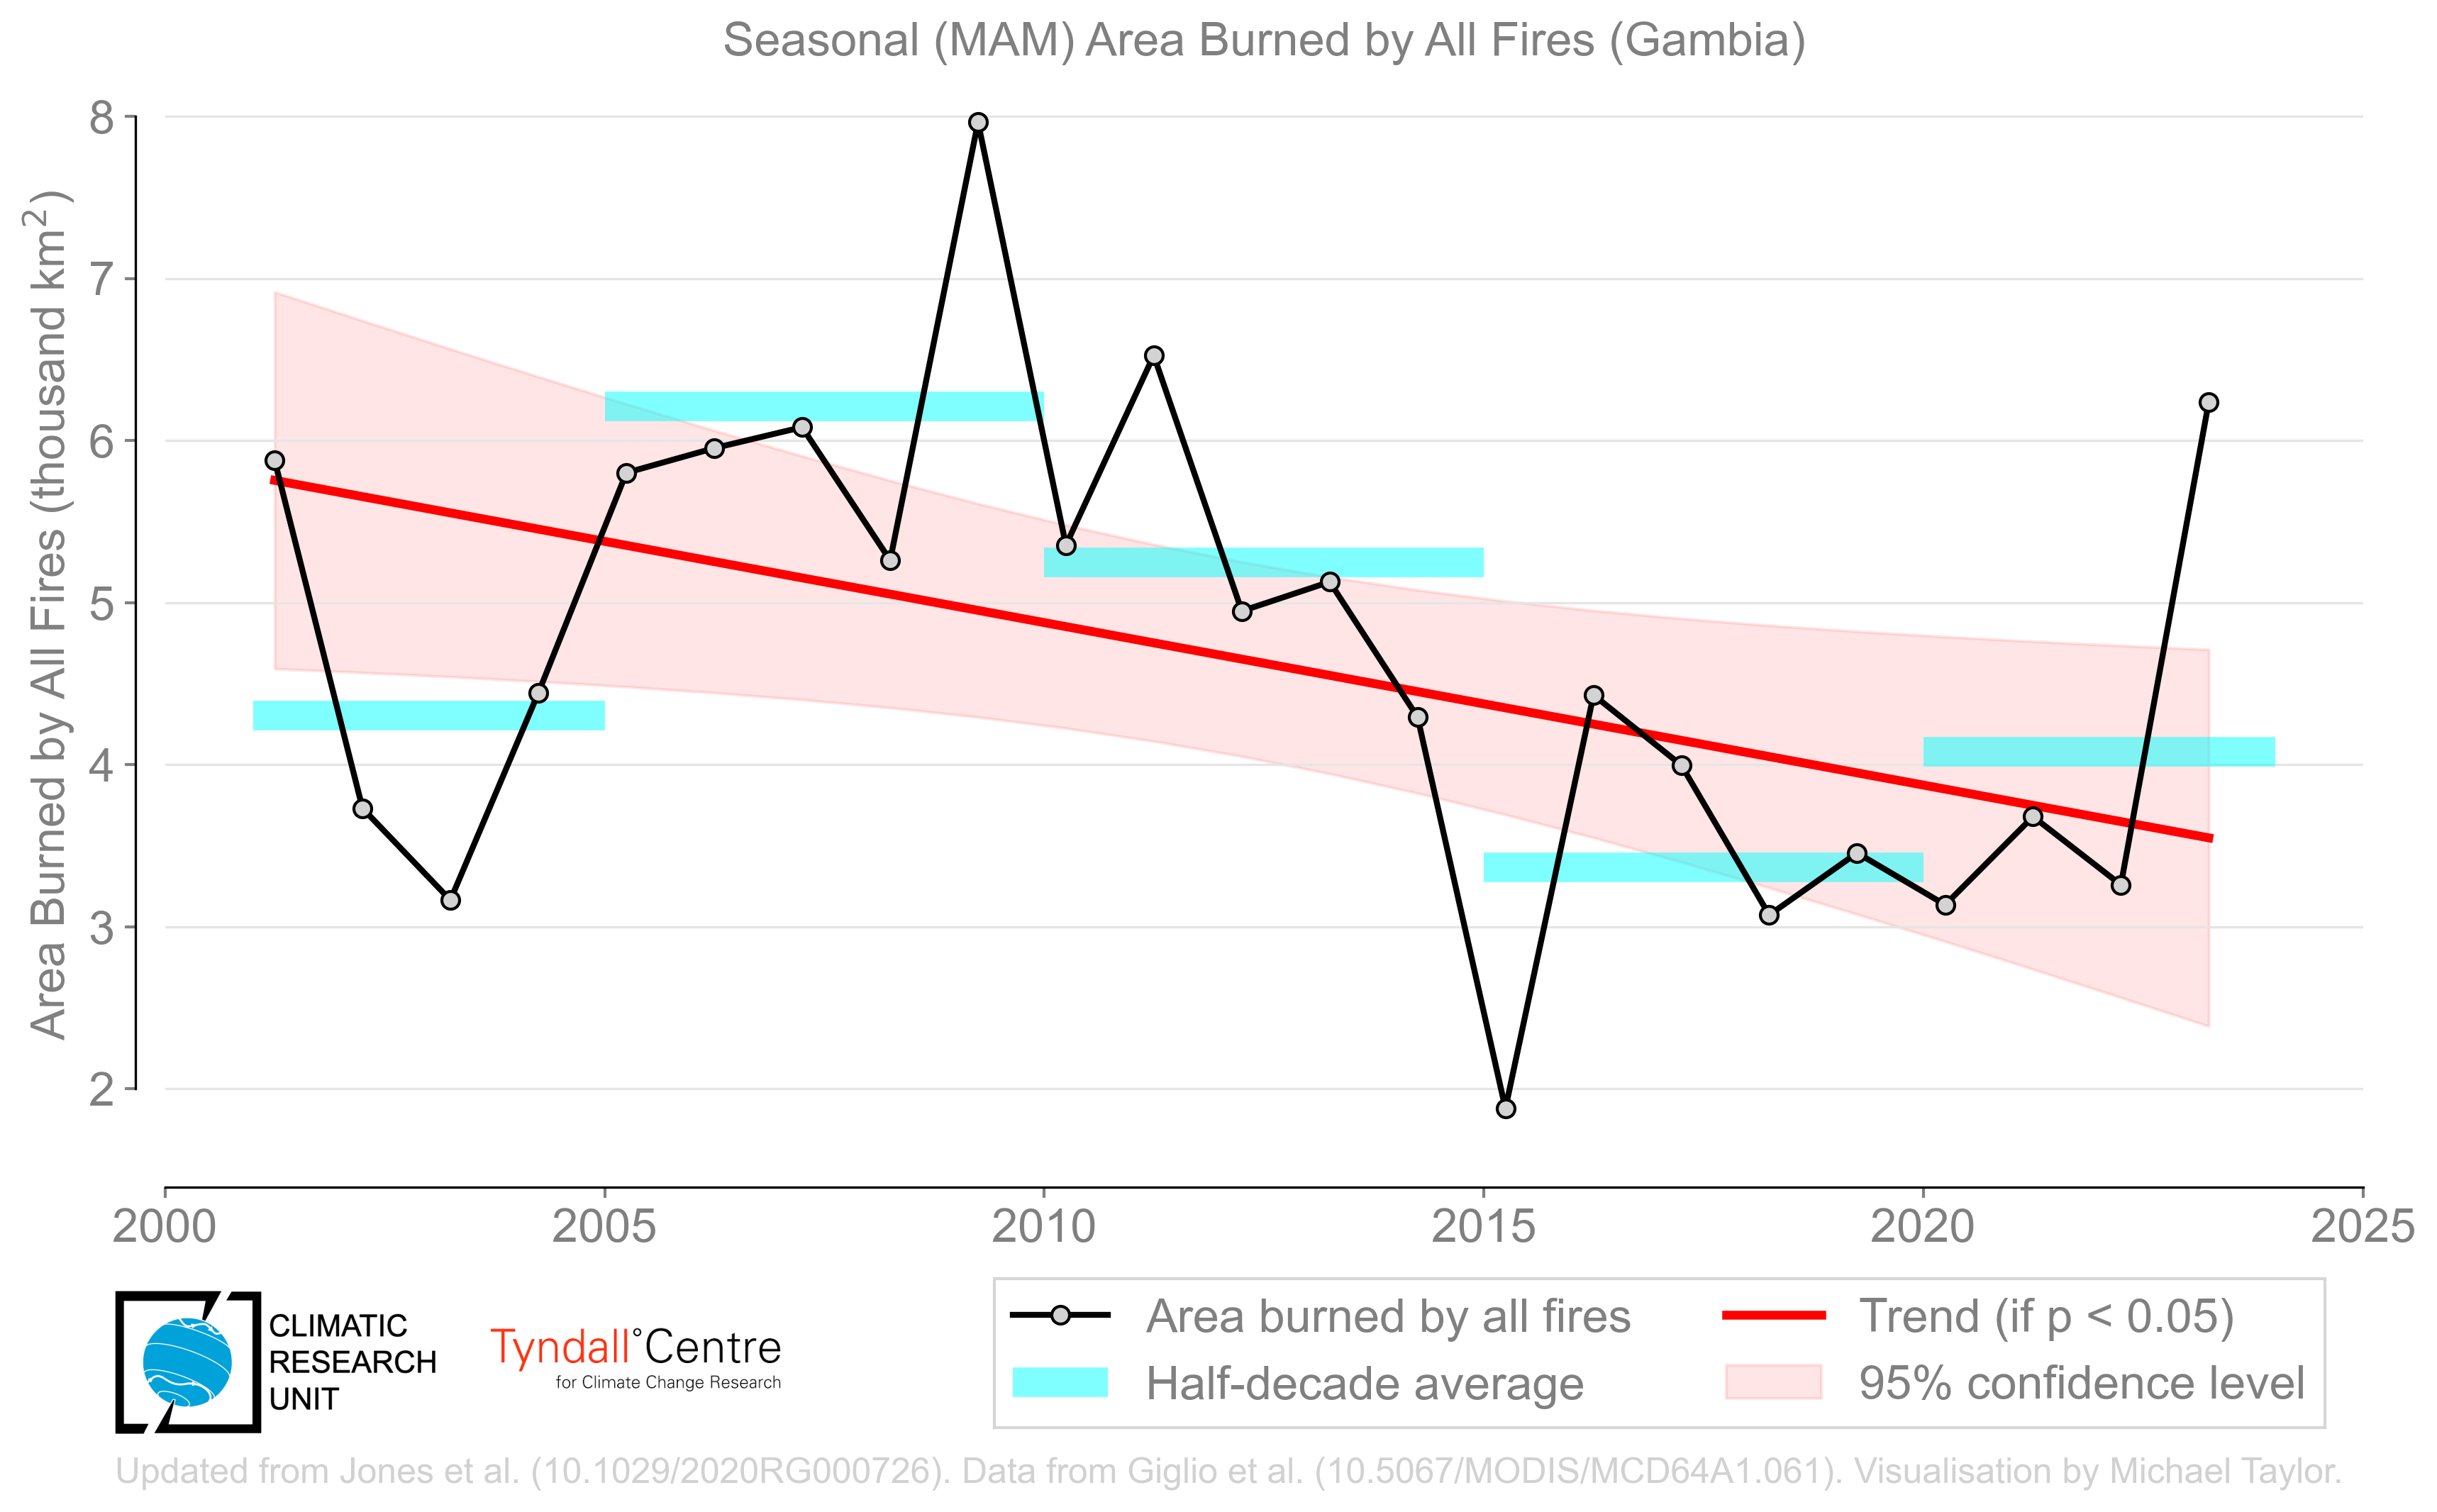 Seasonal (MAM) Area Burned by All Fires (Gambia)
Area Burned by All Fires (thousand km²)
8
7
6
5
4
3
2
2000 2005 2010 2015 2020 2025
CLIMATIC
RESEARCH
UNIT
Tyndall°Centre
for Climate Change Research
Area burned by all fires
Half-decade average
Trend (if p < 0.05)
95% confidence level
Updated from Jones et al. (10.1029/2020RG000726). Data from Giglio et al. (10.5067/MODIS/MCD64A1.061). Visualisation by Michael Taylor.